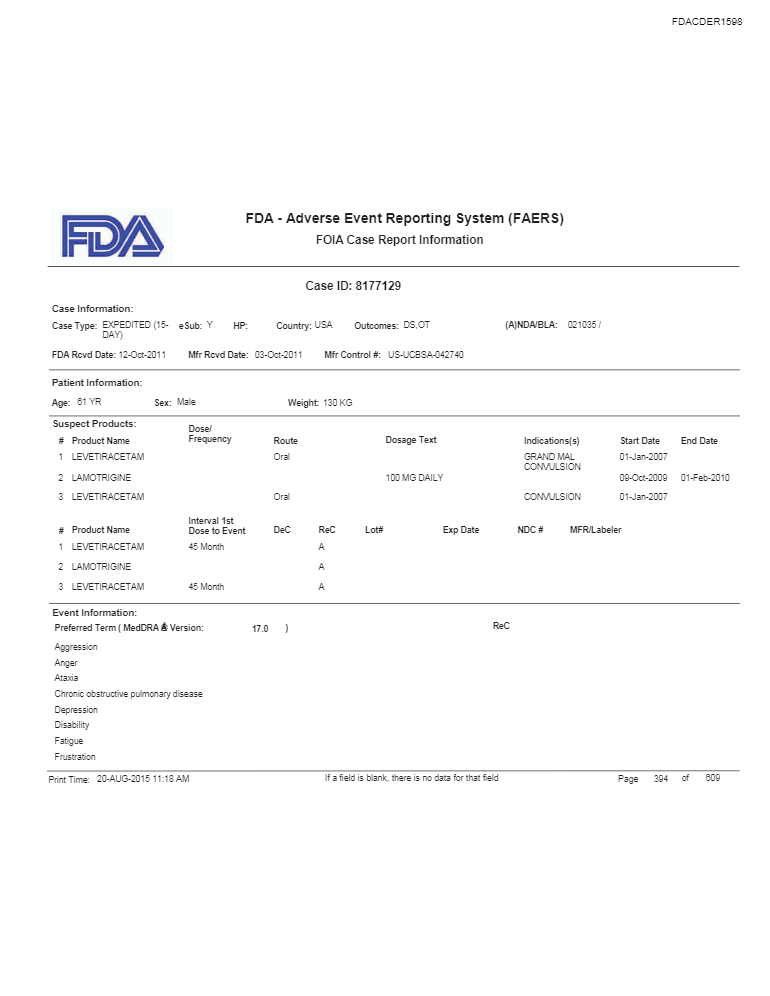 FDACDER1598
FDA
FDA - Adverse Event Reporting System (FAERS)
FOIA Case Report Information
Case ID: 8177129
Case Information:
Case Type: EXPEDITED (15-DAY) eSub: Y HP: Country: USA Outcomes: DS,OT (A)NDA/BLA: 021035 /
FDA Rcvd Date: 12-Oct-2011 Mfr Rcvd Date: 03-Oct-2011 Mfr Control #: US-UCBSA-042740
Patient Information:
Age: 61 YR Sex: Male Weight: 130 KG
Suspect Products:
# Product Name Dose/Frequency Route Dosage Text Indications(s) Start Date End Date
1 LEVETIRACETAM Oral GRAND MAL CONVULSION 01-Jan-2007
2 LAMOTRIGINE 100 MG DAILY 09-Oct-2009 01-Feb-2010
3 LEVETIRACETAM Oral CONVULSION 01-Jan-2007
# Product Name Interval 1st Dose to Event DeC ReC Lot# Exp Date NDC # MFR/Labeler
1 LEVETIRACETAM 45 Month A
2 LAMOTRIGINE A
3 LEVETIRACETAM 45 Month A
Event Information:
Preferred Term ( MedDRA Version: 17.0 ) ReC
Aggression
Anger
Ataxia
Chronic obstructive pulmonary disease
Depression
Disability
Fatigue
Frustration
Print Time: 20-AUG-2015 11:18 AM If a field is blank, there is no data for that field Page 394 of 609